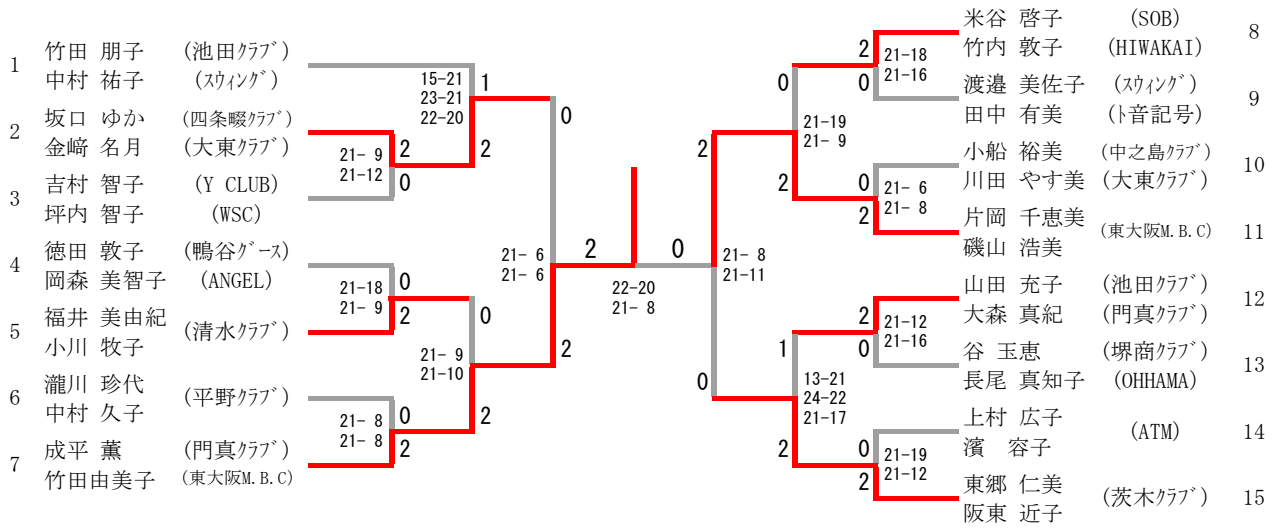 1
竹田 朋子 (池田ｸﾗﾌﾞ)
中村 祐子 (ｽｳｨﾝｸﾞ)
2
坂口 ゆか (四条畷ｸﾗﾌﾞ)
金﨑 名月 (大東ｸﾗﾌﾞ)
3
吉村 智子 (Y CLUB)
坪内 智子 (WSC)
4
徳田 敦子 (鴨谷ｸﾞｰｽ)
岡森 美智子 (ANGEL)
5
福井 美由紀
小川 牧子
(清水ｸﾗﾌﾞ)
6
瀧川 珍代
中村 久子
(平野ｸﾗﾌﾞ)
7
成平 薫 (門真ｸﾗﾌﾞ)
竹田由美子 (東大阪M.B.C)
15-21
23-21
22-20
1
2
21- 9
21-12
2
0
21-18
21- 9
0
2
21- 9
21-10
0
2
21- 8
21- 8
0
2
0
21- 6
21- 6
2
2
0
22-20
21- 8
2
21- 8
21-11
0
0
21-19
21- 9
2
2
21-18
21-16
0
0
21- 6
21- 8
2
1
13-21
24-22
21-17
2
2
21-12
21-16
0
0
21-19
21-12
2
米谷 啓子 (SOB)
竹内 敦子 (HIWAKAI)
8
渡邉 美佐子 (ｽｳｨﾝｸﾞ)
田中 有美 (ﾄ音記号)
9
小船 裕美 (中之島ｸﾗﾌﾞ)
川田 やす美 (大東ｸﾗﾌﾞ)
10
片岡 千恵美
磯山 浩美
(東大阪M.B.C)
11
山田 充子 (池田ｸﾗﾌﾞ)
大森 真紀 (門真ｸﾗﾌﾞ)
12
谷 玉恵 (堺商ｸﾗﾌﾞ)
長尾 真知子 (OHHAMA)
13
上村 広子
濱 容子
(ATM)
14
東郷 仁美
阪東 近子
(茨木ｸﾗﾌﾞ)
15